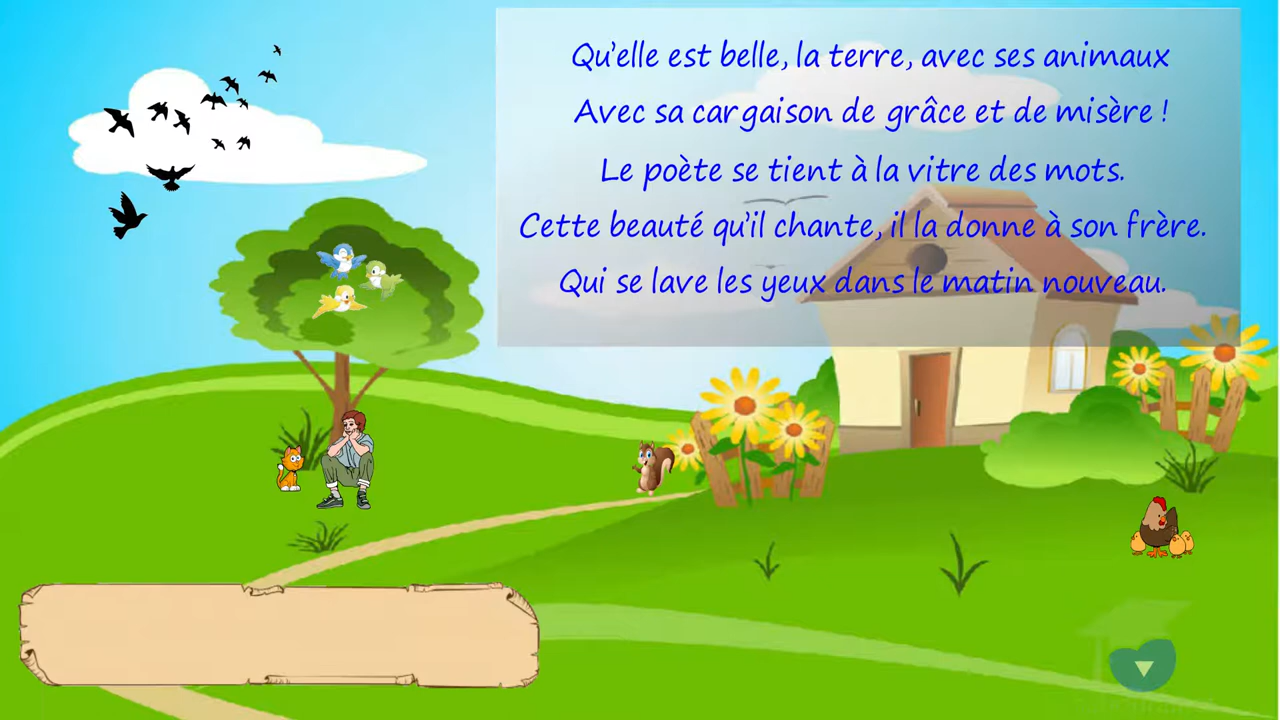 Qu'elle est belle, la terre, avec ses animaux
Avec sa cargaison de grâce et de misère !
Le poète se tient à la vitre des mots.
Cette beauté qu'il chante, il la donne à son frère.
Qui se lave les yeux dans le matin nouveau.